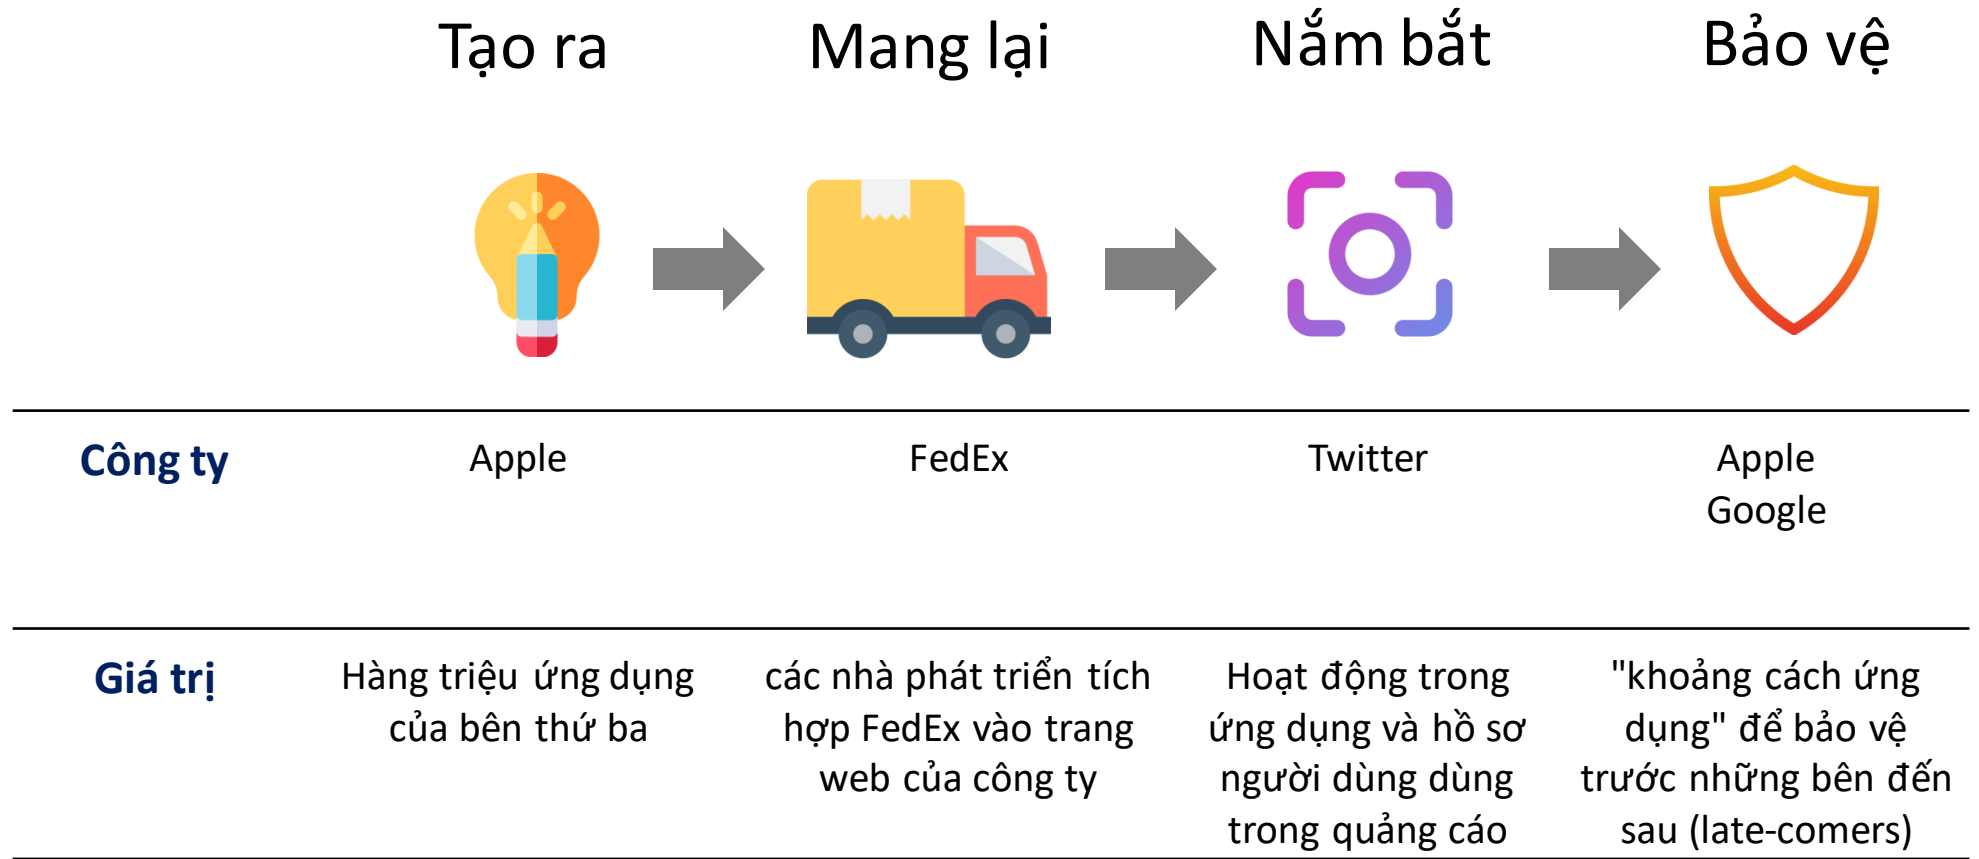 Tạo ra
Mang lại
Nắm bắt
Bảo vệ
Công ty
Apple
FedEx
Twitter
Apple
Google
Giá trị
Hàng triệu ứng dụng
của bên thứ ba
các nhà phát triển tích
hợp FedEx vào trang
web của công ty
Hoạt động trong
ứng dụng và hồ sơ
người dùng dùng
trong quảng cáo
"khoảng cách ứng
dụng" để bảo vệ
trước những bên đến
sau (late-comers)